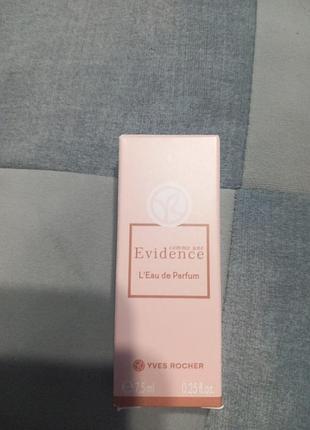 comme une
Evidence
L'Eau de Parfum
YVES ROCHER
℮ 7,5 ml 0.25 fl.oz.